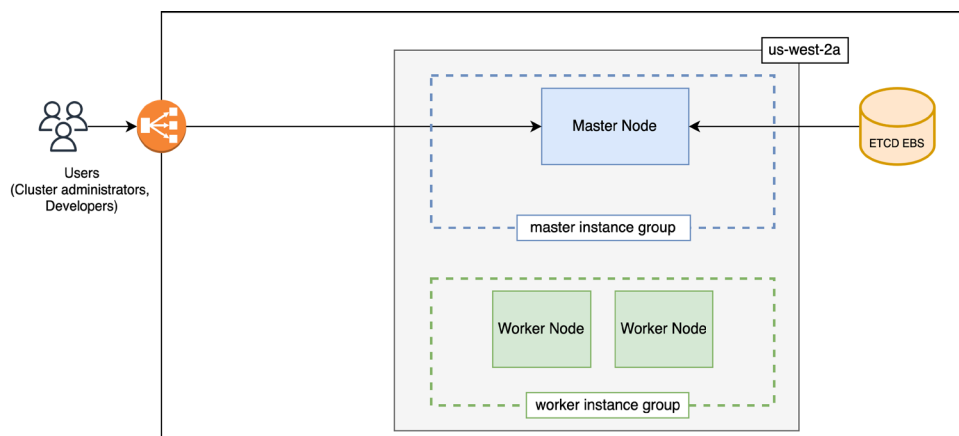 us-west-2a
Master Node
ETCD EBS
Users
(Cluster administrators,
Developers)
master instance group
Worker Node
Worker Node
worker instance group